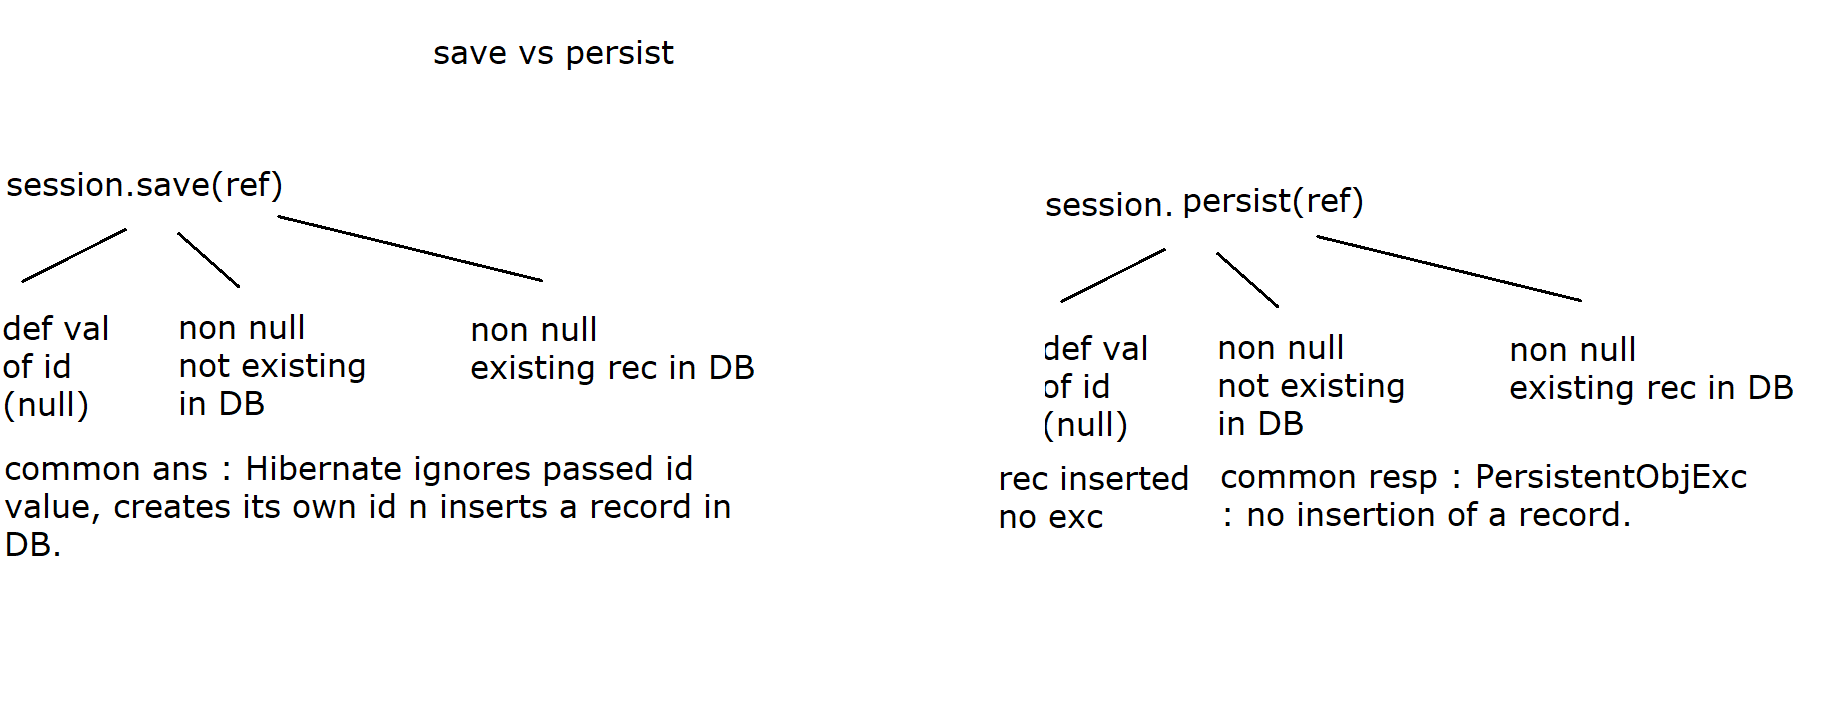 save vs persist
session.save(ref)
def val
of id
(null)
non null
not existing
in DB
non null
existing rec in DB
common ans : Hibernate ignores passed id
value, creates its own id n inserts a record in
DB.
session. persist(ref)
def val
of id
(null)
non null
not existing
in DB
non null
existing rec in DB
rec inserted
no exc
common resp : PersistentObjExc
: no insertion of a record.